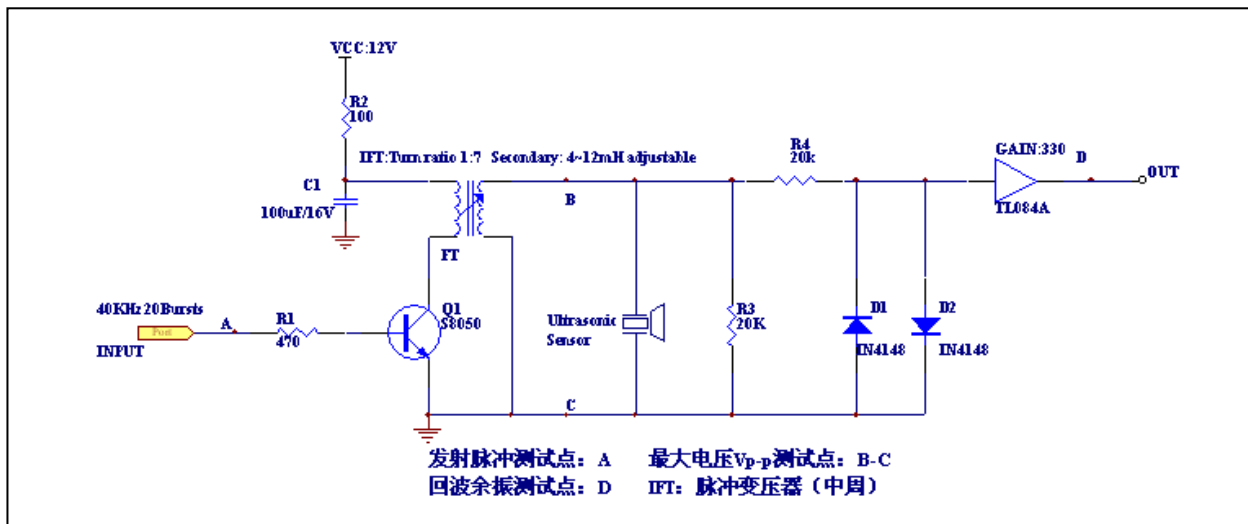 VCC:12V
R2
100
IFT:Turn ratio 1:7 Secondary: 4~12mH adjustable
R4
20k
GAIN:330
D
OUT
C1
100uF/16V
B
TL084A
FT
40KHz 20Bursts
A
R1
470
Q1
S8050
Port
INPUT
Ultrasonic
Sensor
R3
20K
D1
IN4148
D2
IN4148
C
发射脉冲测试点：A 最大电压Vp-p测试点：B-C
回波余振测试点：D IFT：脉冲变压器（中周）